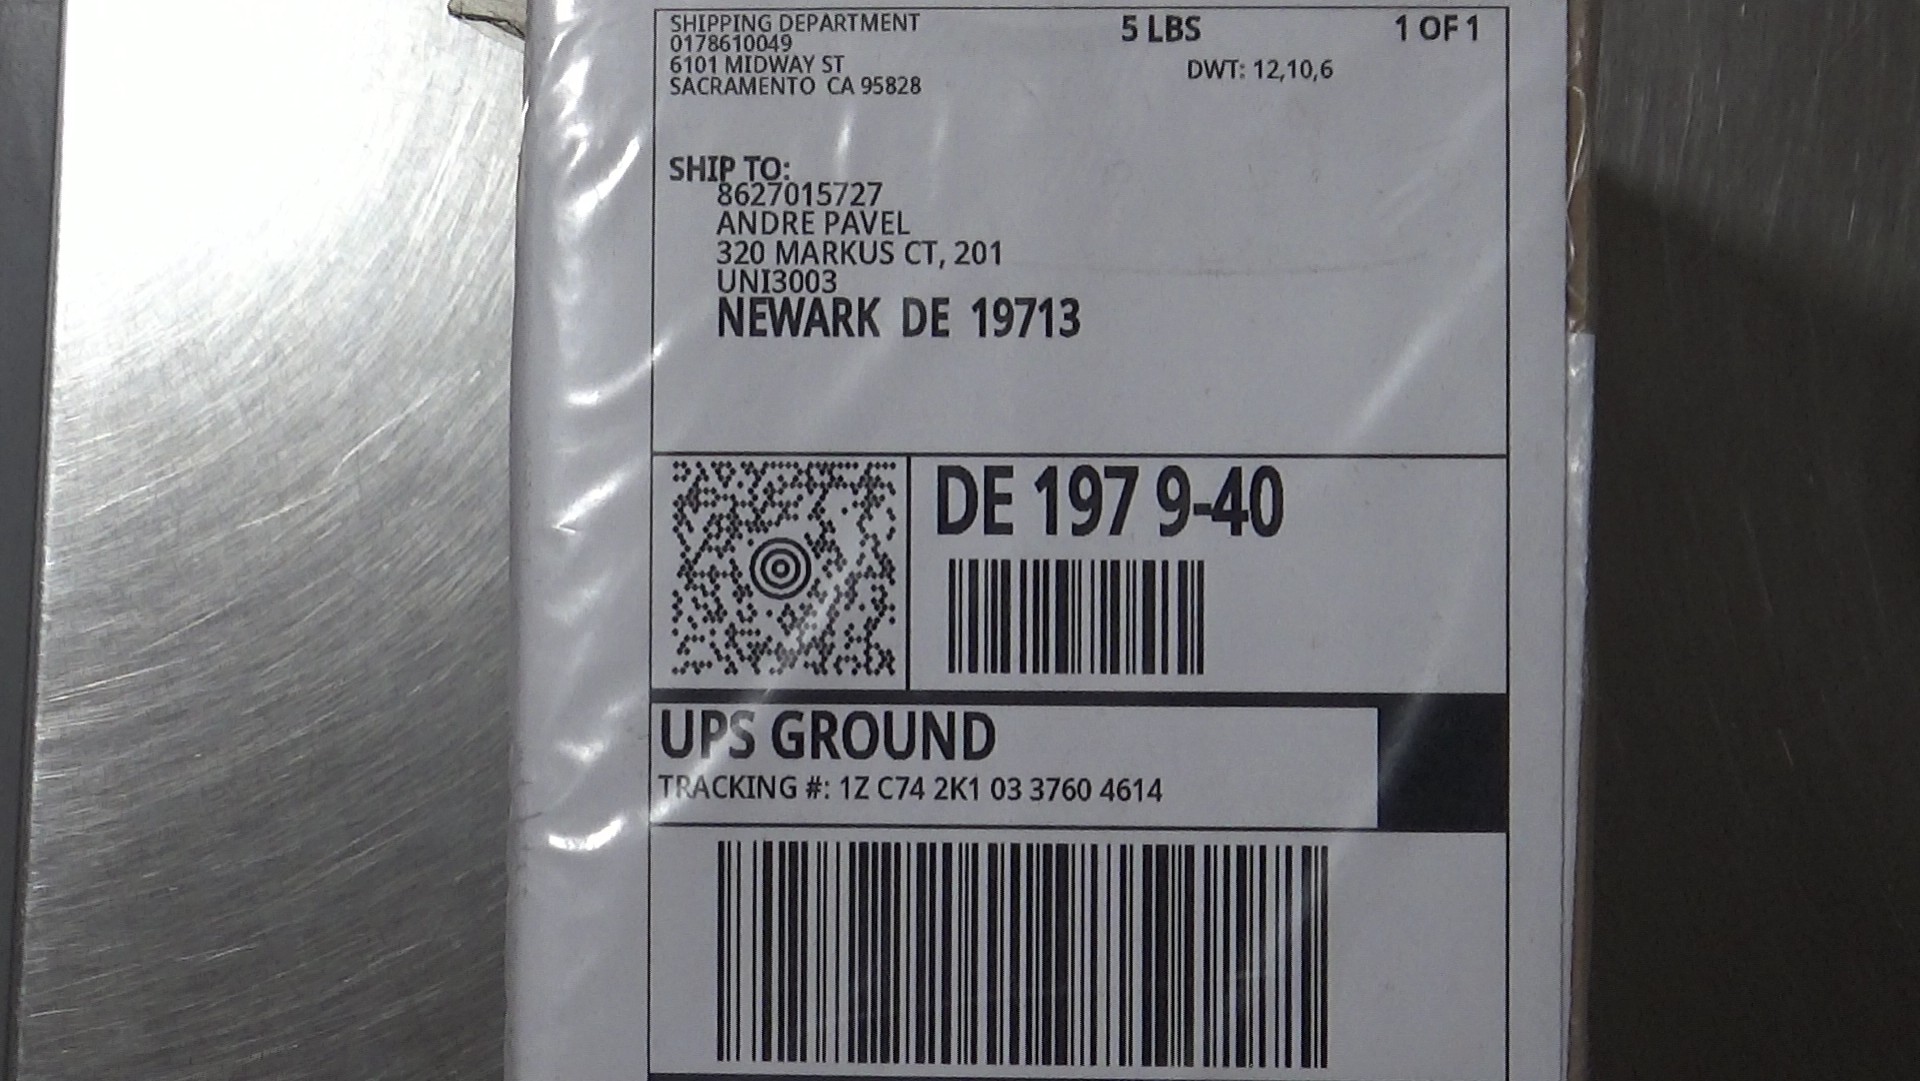 SHIPPING DEPARTMENT
0178610049
6101 MIDWAY ST
SACRAMENTO CA 95828
5 LBS
1 OF 1
DWT: 12,10,6
SHIP TO:
8627015727
ANDRE PAVEL
320 MARKUS CT, 201
UNI3003
NEWARK DE 19713
DE 197 9-40
UPS GROUND
TRACKING #: 1Z C74 2K1 03 3760 4614